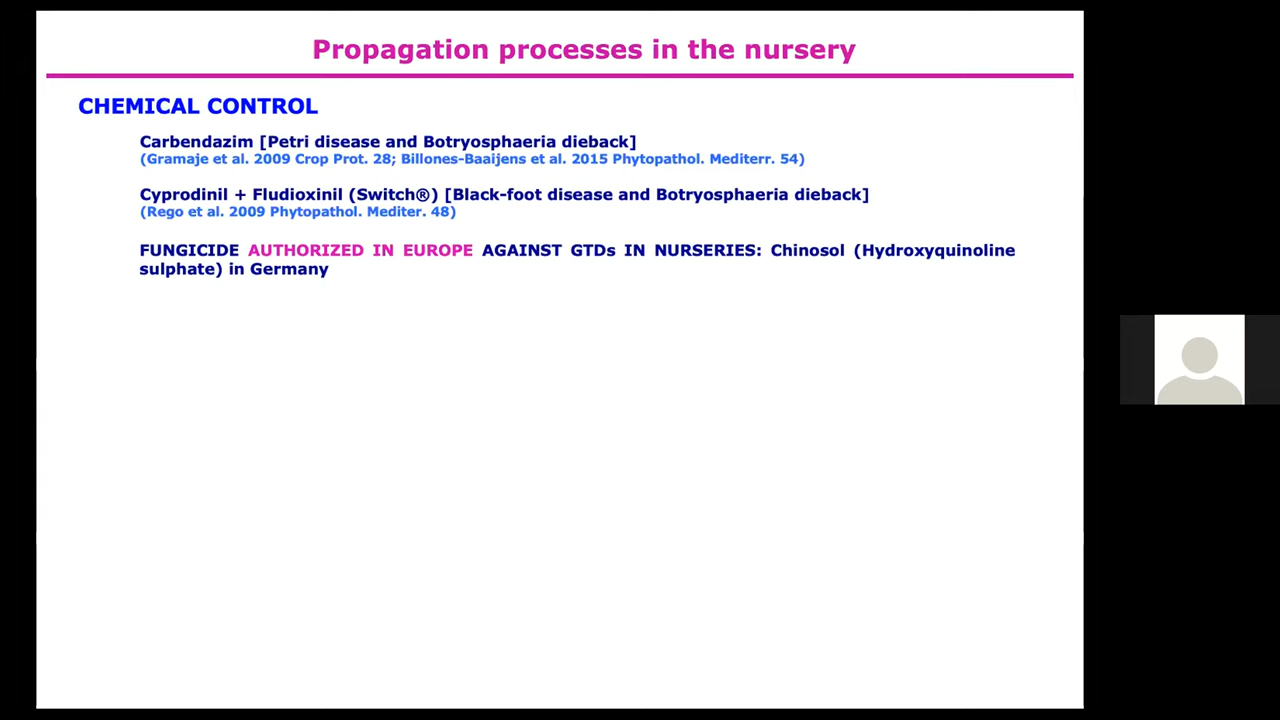 Propagation processes in the nursery
CHEMICAL CONTROL
Carbendazim [Petri disease and Botryosphaeria dieback]
(Gramaje et al. 2009 Crop Prot. 28; Billones-Baaijens et al. 2015 Phytopathol. Mediterr. 54)
Cyprodinil + Fludioxinil (Switch®) [Black-foot disease and Botryosphaeria dieback]
(Rego et al. 2009 Phytopathol. Mediter. 48)
FUNGICIDE AUTHORIZED IN EUROPE AGAINST GTDs IN NURSERIES: Chinosol (Hydroxyquinoline
sulphate) in Germany